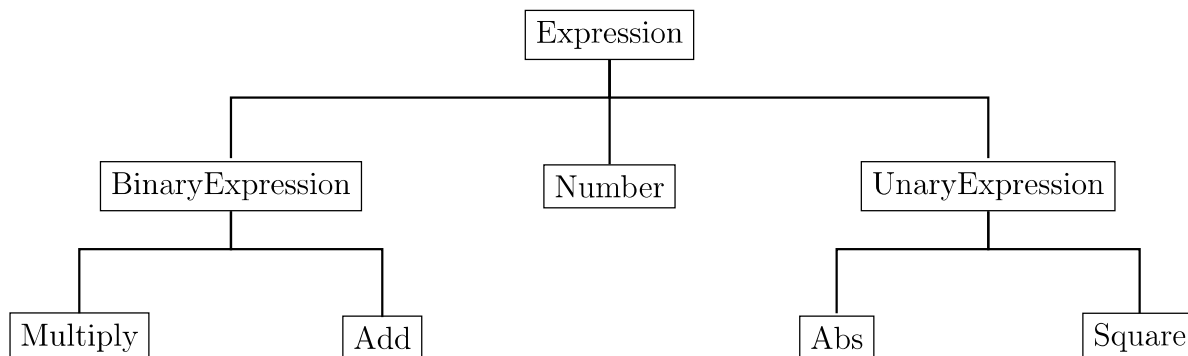 Expression
BinaryExpression
Number
UnaryExpression
Multiply
Add
Abs
Square